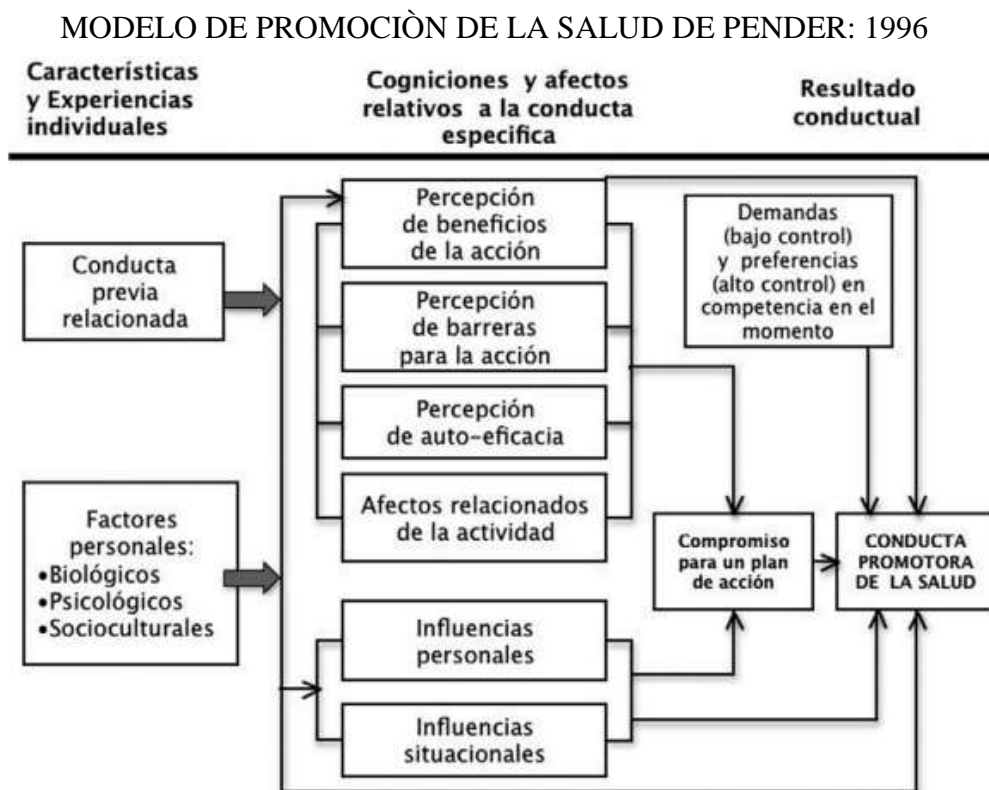 MODELO DE PROMOCIÒN DE LA SALUD DE PENDER: 1996
Características
y Experiencias
individuales
Cogniciones y afectos
relativos a la conducta
especifica
Resultado
conductual
Conducta
previa
relacionada
Factores
personales:
•Biológicos
•Psicológicos
•Socioculturales
Percepción
de beneficios
de la acción
Percepción
de barreras
para la acción
Percepción
de auto-eficacia
Afectos relacionados
de la actividad
Influencias
personales
Influencias
situacionales
Demandas
(bajo control)
y preferencias
(alto control) en
competencia en el
momento
Compromiso
para un plan
de acción
CONDUCTA
PROMOTORA
DE LA SALUD